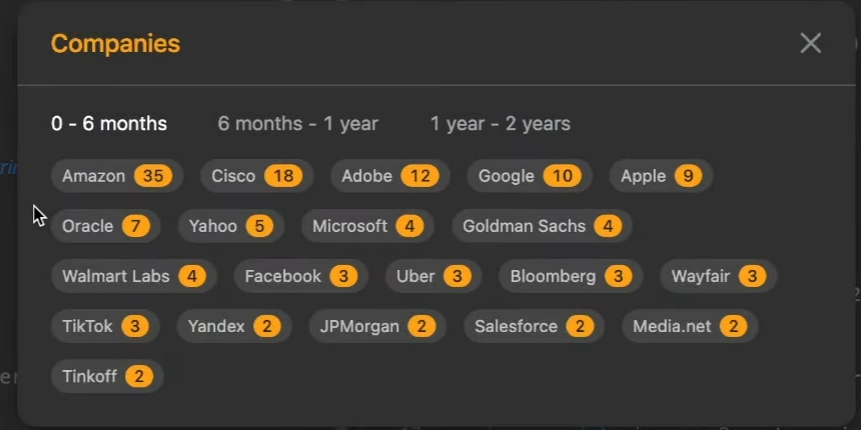 Companies
0 - 6 months 6 months - 1 year 1 year - 2 years
Amazon 35 Cisco 18 Adobe 12 Google 10 Apple 9
Oracle 7 Yahoo 5 Microsoft 4 Goldman Sachs 4
Walmart Labs 4 Facebook 3 Uber 3 Bloomberg 3 Wayfair 3
TikTok 3 Yandex 2 JPMorgan 2 Salesforce 2 Media.net 2
Tinkoff 2